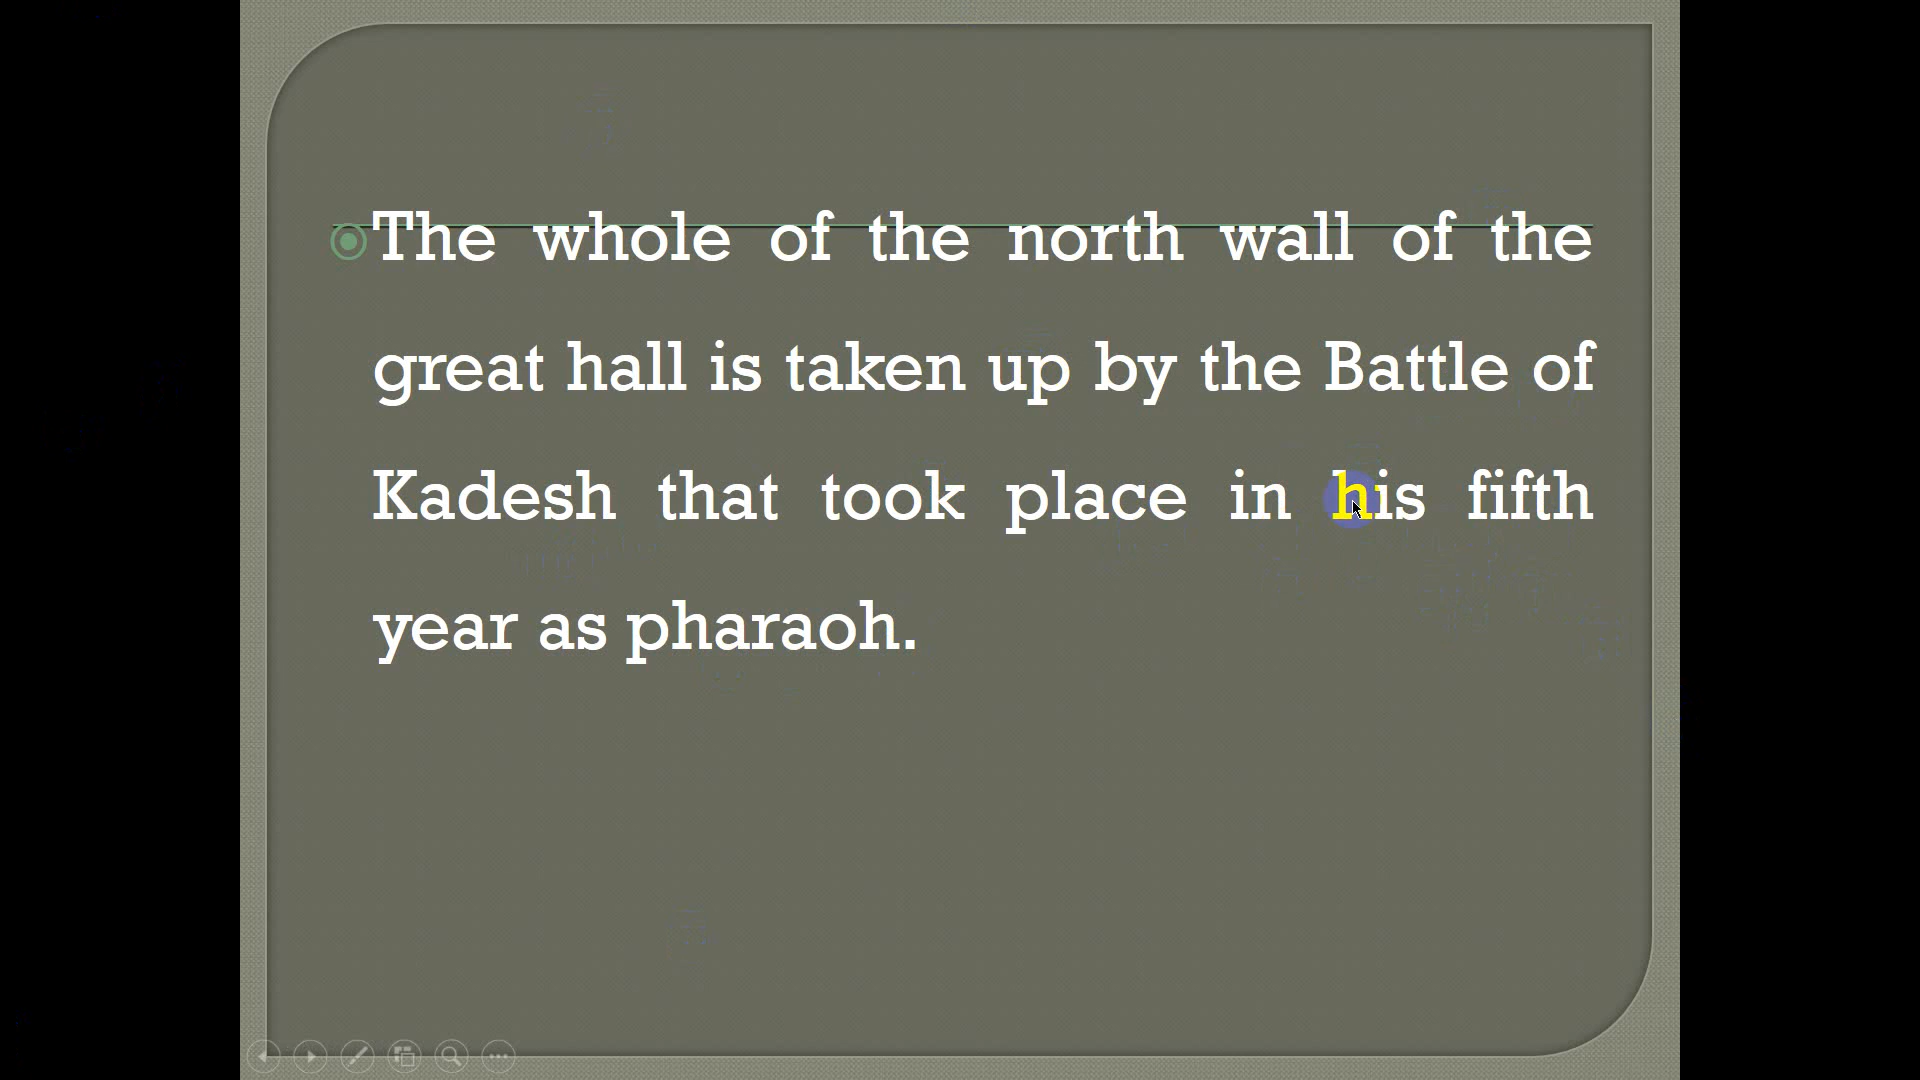 The whole of the north wall of the
great hall is taken up by the Battle of
Kadesh that took place in his fifth
year as pharaoh.